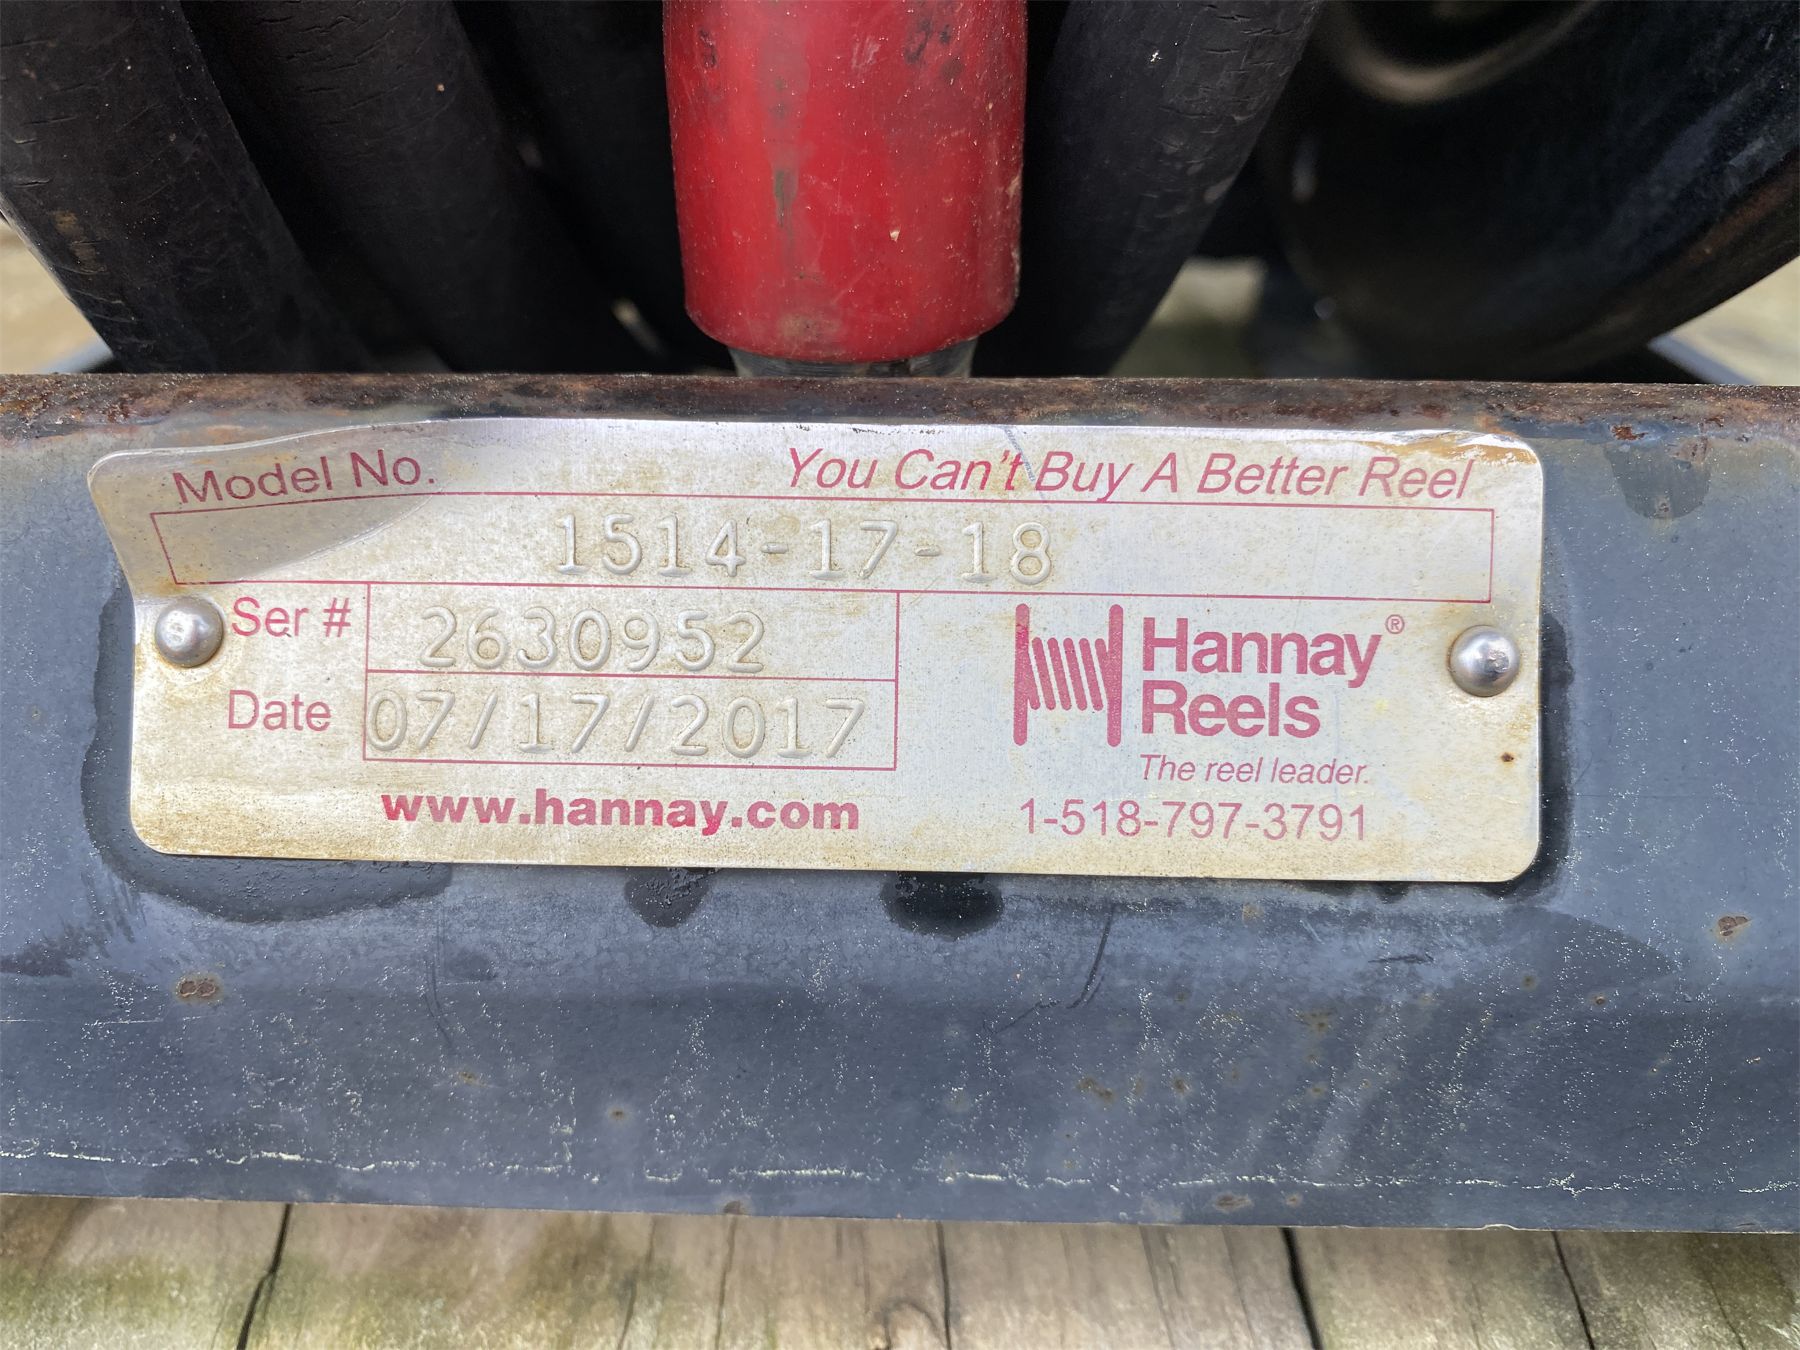 Model No. You Can't Buy A Better Reel
1514-17-18
Ser # 2630952
Date 07/17/2017
Hannay®
Reels
The reel leader.
www.hannay.com
1-518-797-3791